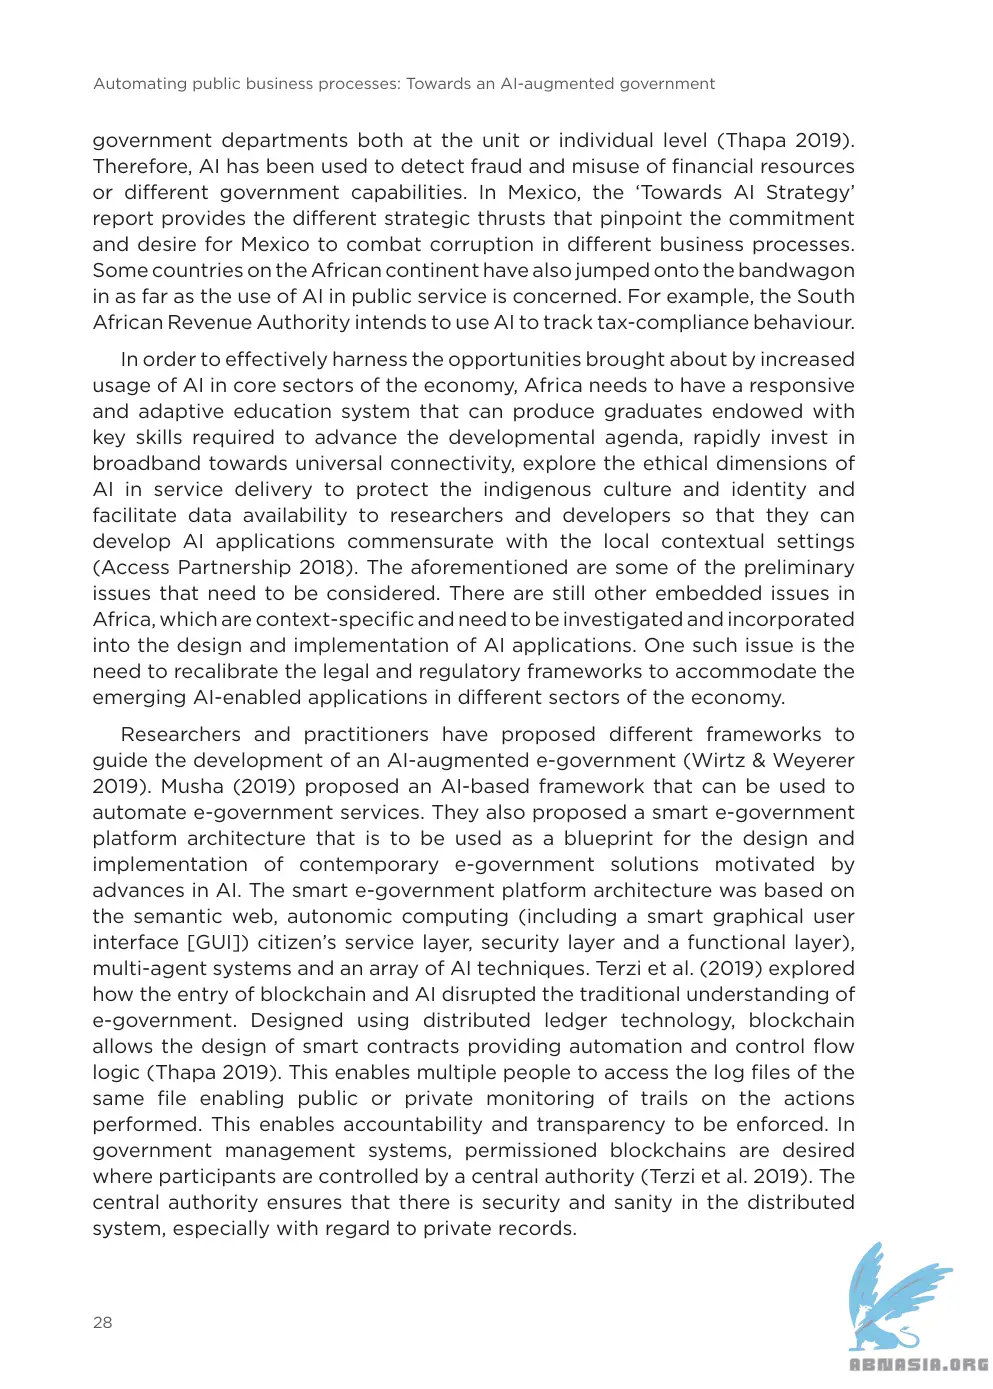 Automating public business processes: Towards an AI-augmented government
government departments both at the unit or individual level (Thapa 2019).
Therefore, AI has been used to detect fraud and misuse of financial resources
or different government capabilities. In Mexico, the ‘Towards AI Strategy’
report provides the different strategic thrusts that pinpoint the commitment
and desire for Mexico to combat corruption in different business processes.
Some countries on the African continent have also jumped onto the bandwagon
in as far as the use of AI in public service is concerned. For example, the South
African Revenue Authority intends to use AI to track tax-compliance behaviour.
In order to effectively harness the opportunities brought about by increased
usage of AI in core sectors of the economy, Africa needs to have a responsive
and adaptive education system that can produce graduates endowed with
key skills required to advance the developmental agenda, rapidly invest in
broadband towards universal connectivity, explore the ethical dimensions of
AI in service delivery to protect the indigenous culture and identity and
facilitate data availability to researchers and developers so that they can
develop AI applications commensurate with the local contextual settings
(Access Partnership 2018). The aforementioned are some of the preliminary
issues that need to be considered. There are still other embedded issues in
Africa, which are context-specific and need to be investigated and incorporated
into the design and implementation of AI applications. One such issue is the
need to recalibrate the legal and regulatory frameworks to accommodate the
emerging AI-enabled applications in different sectors of the economy.
Researchers and practitioners have proposed different frameworks to
guide the development of an AI-augmented e-government (Wirtz & Weyerer
2019). Musha (2019) proposed an AI-based framework that can be used to
automate e-government services. They also proposed a smart e-government
platform architecture that is to be used as a blueprint for the design and
implementation of contemporary e-government solutions motivated by
advances in AI. The smart e-government platform architecture was based on
the semantic web, autonomic computing (including a smart graphical user
interface [GUI]) citizen’s service layer, security layer and a functional layer),
multi-agent systems and an array of AI techniques. Terzi et al. (2019) explored
how the entry of blockchain and AI disrupted the traditional understanding of
e-government. Designed using distributed ledger technology, blockchain
allows the design of smart contracts providing automation and control flow
logic (Thapa 2019). This enables multiple people to access the log files of the
same file enabling public or private monitoring of trails on the actions
performed. This enables accountability and transparency to be enforced. In
government management systems, permissioned blockchains are desired
where participants are controlled by a central authority (Terzi et al. 2019). The
central authority ensures that there is security and sanity in the distributed
system, especially with regard to private records.
28
ABNASIA.ORG